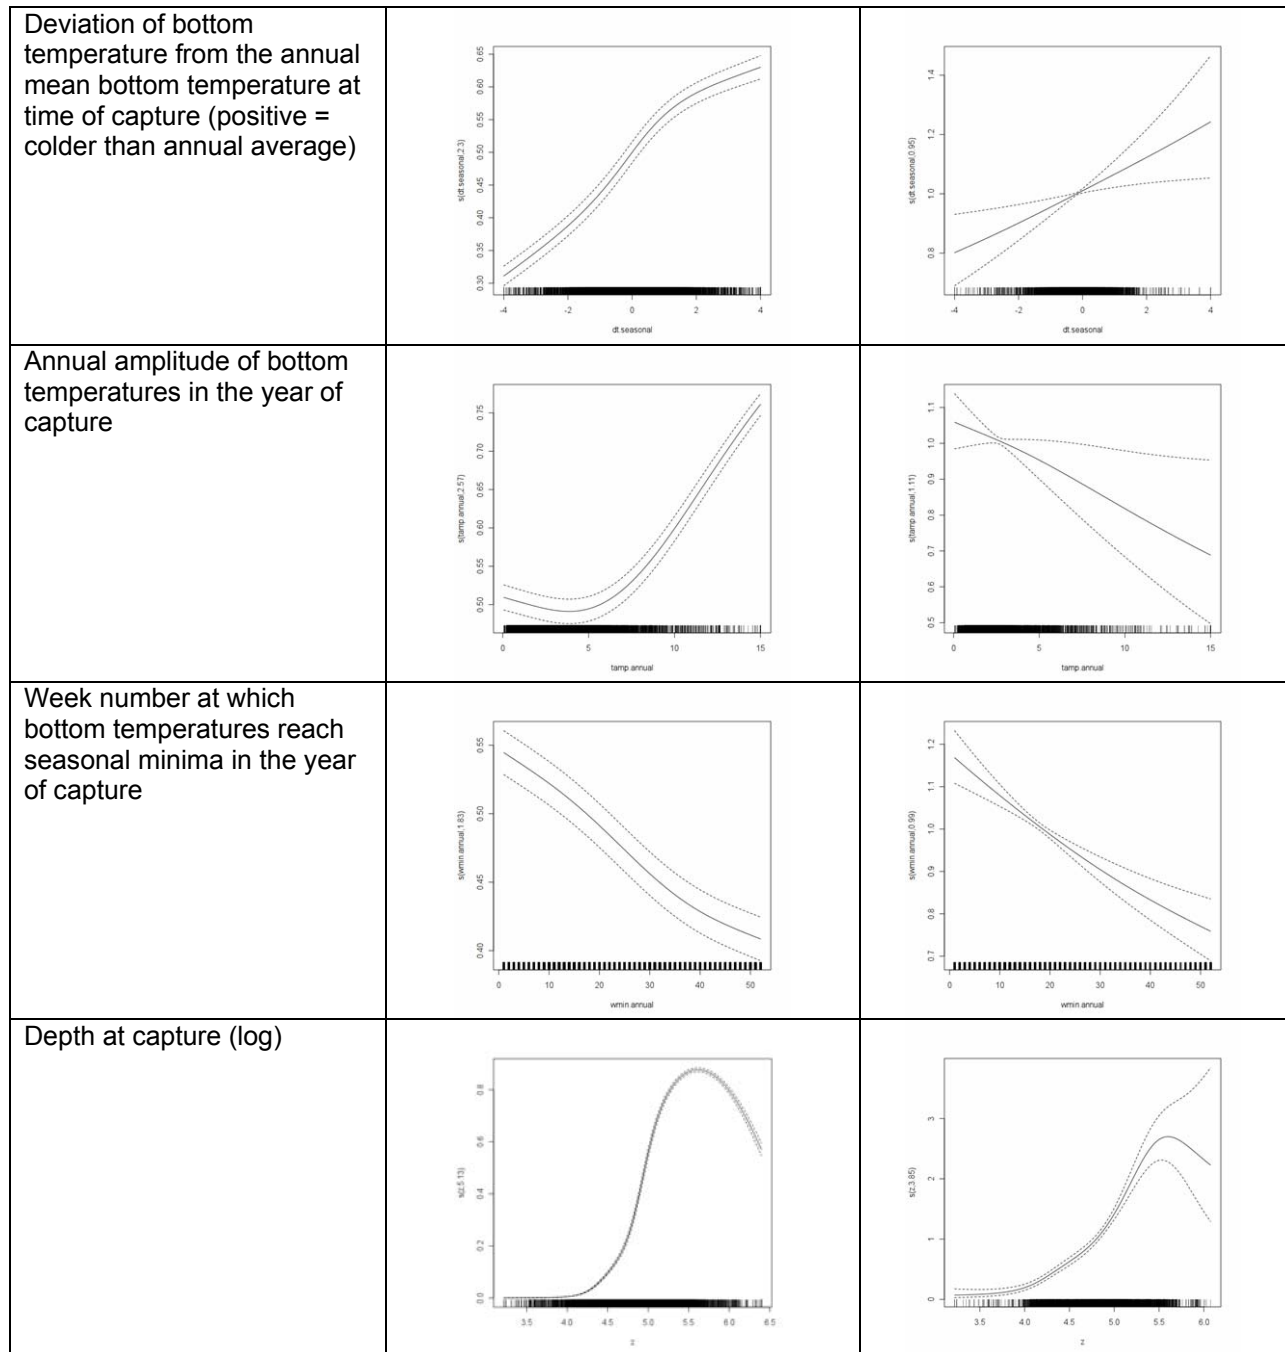 Deviation of bottom
temperature from the annual
mean bottom temperature at
time of capture (positive =
colder than annual average)
s(dt.seasonal,2.3)
0.30 0.35 0.40 0.45 0.50 0.55 0.60 0.65
-4 -2 0 2 4
dt.seasonal
s(dt.seasonal,0.95)
0.8 1.0 1.2 1.4
-4 -2 0 2 4
dt.seasonal
Annual amplitude of bottom
temperatures in the year of
capture
s(tamp.annual,2.57)
0.50 0.55 0.60 0.65 0.70 0.75
0 5 10 15
tamp.annual
s(tamp.annual,1.11)
0.5 0.6 0.7 0.8 0.9 1.0 1.1
0 5 10 15
tamp.annual
Week number at which
bottom temperatures reach
seasonal minima in the year
of capture
s(wmin.annual,1.83)
0.40 0.45 0.50 0.55
0 10 20 30 40 50
wmin.annual
s(wmin.annual,0.99)
0.7 0.8 0.9 1.0 1.1 1.2
0 10 20 30 40 50
wmin.annual
Depth at capture (log)
s(z,5.13)
0.0 0.2 0.4 0.6 0.8
3.5 4.0 4.5 5.0 5.5 6.0 6.5
z
s(z,3.85)
0 1 2 3
3.5 4.0 4.5 5.0 5.5 6.0
z